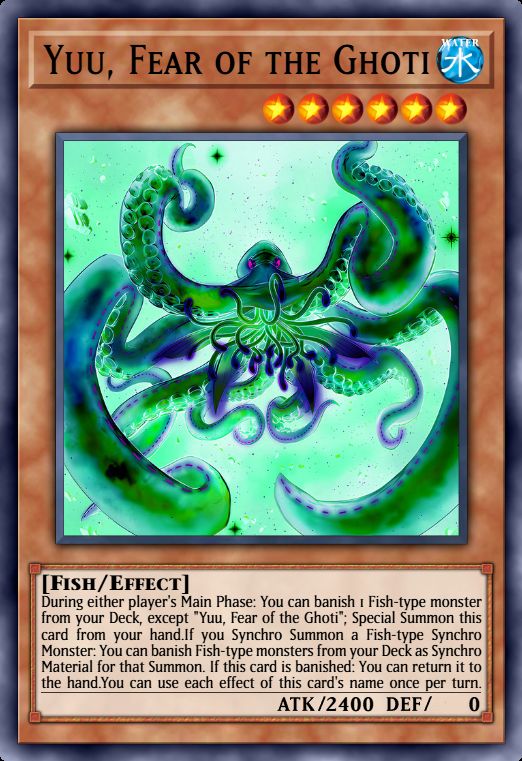 Yuu, Fear of the Ghoti
WATER
水
[Fish/Effect]
During either player's Main Phase: You can banish 1 Fish-type monster
from your Deck, except "Yuu, Fear of the Ghoti"; Special Summon this
card from your hand.If you Synchro Summon a Fish-type Synchro
Monster: You can banish Fish-type monsters from your Deck as Synchro
Material for that Summon. If this card is banished: You can return it to
the hand.You can use each effect of this card's name once per turn.
ATK/2400 DEF/ 0